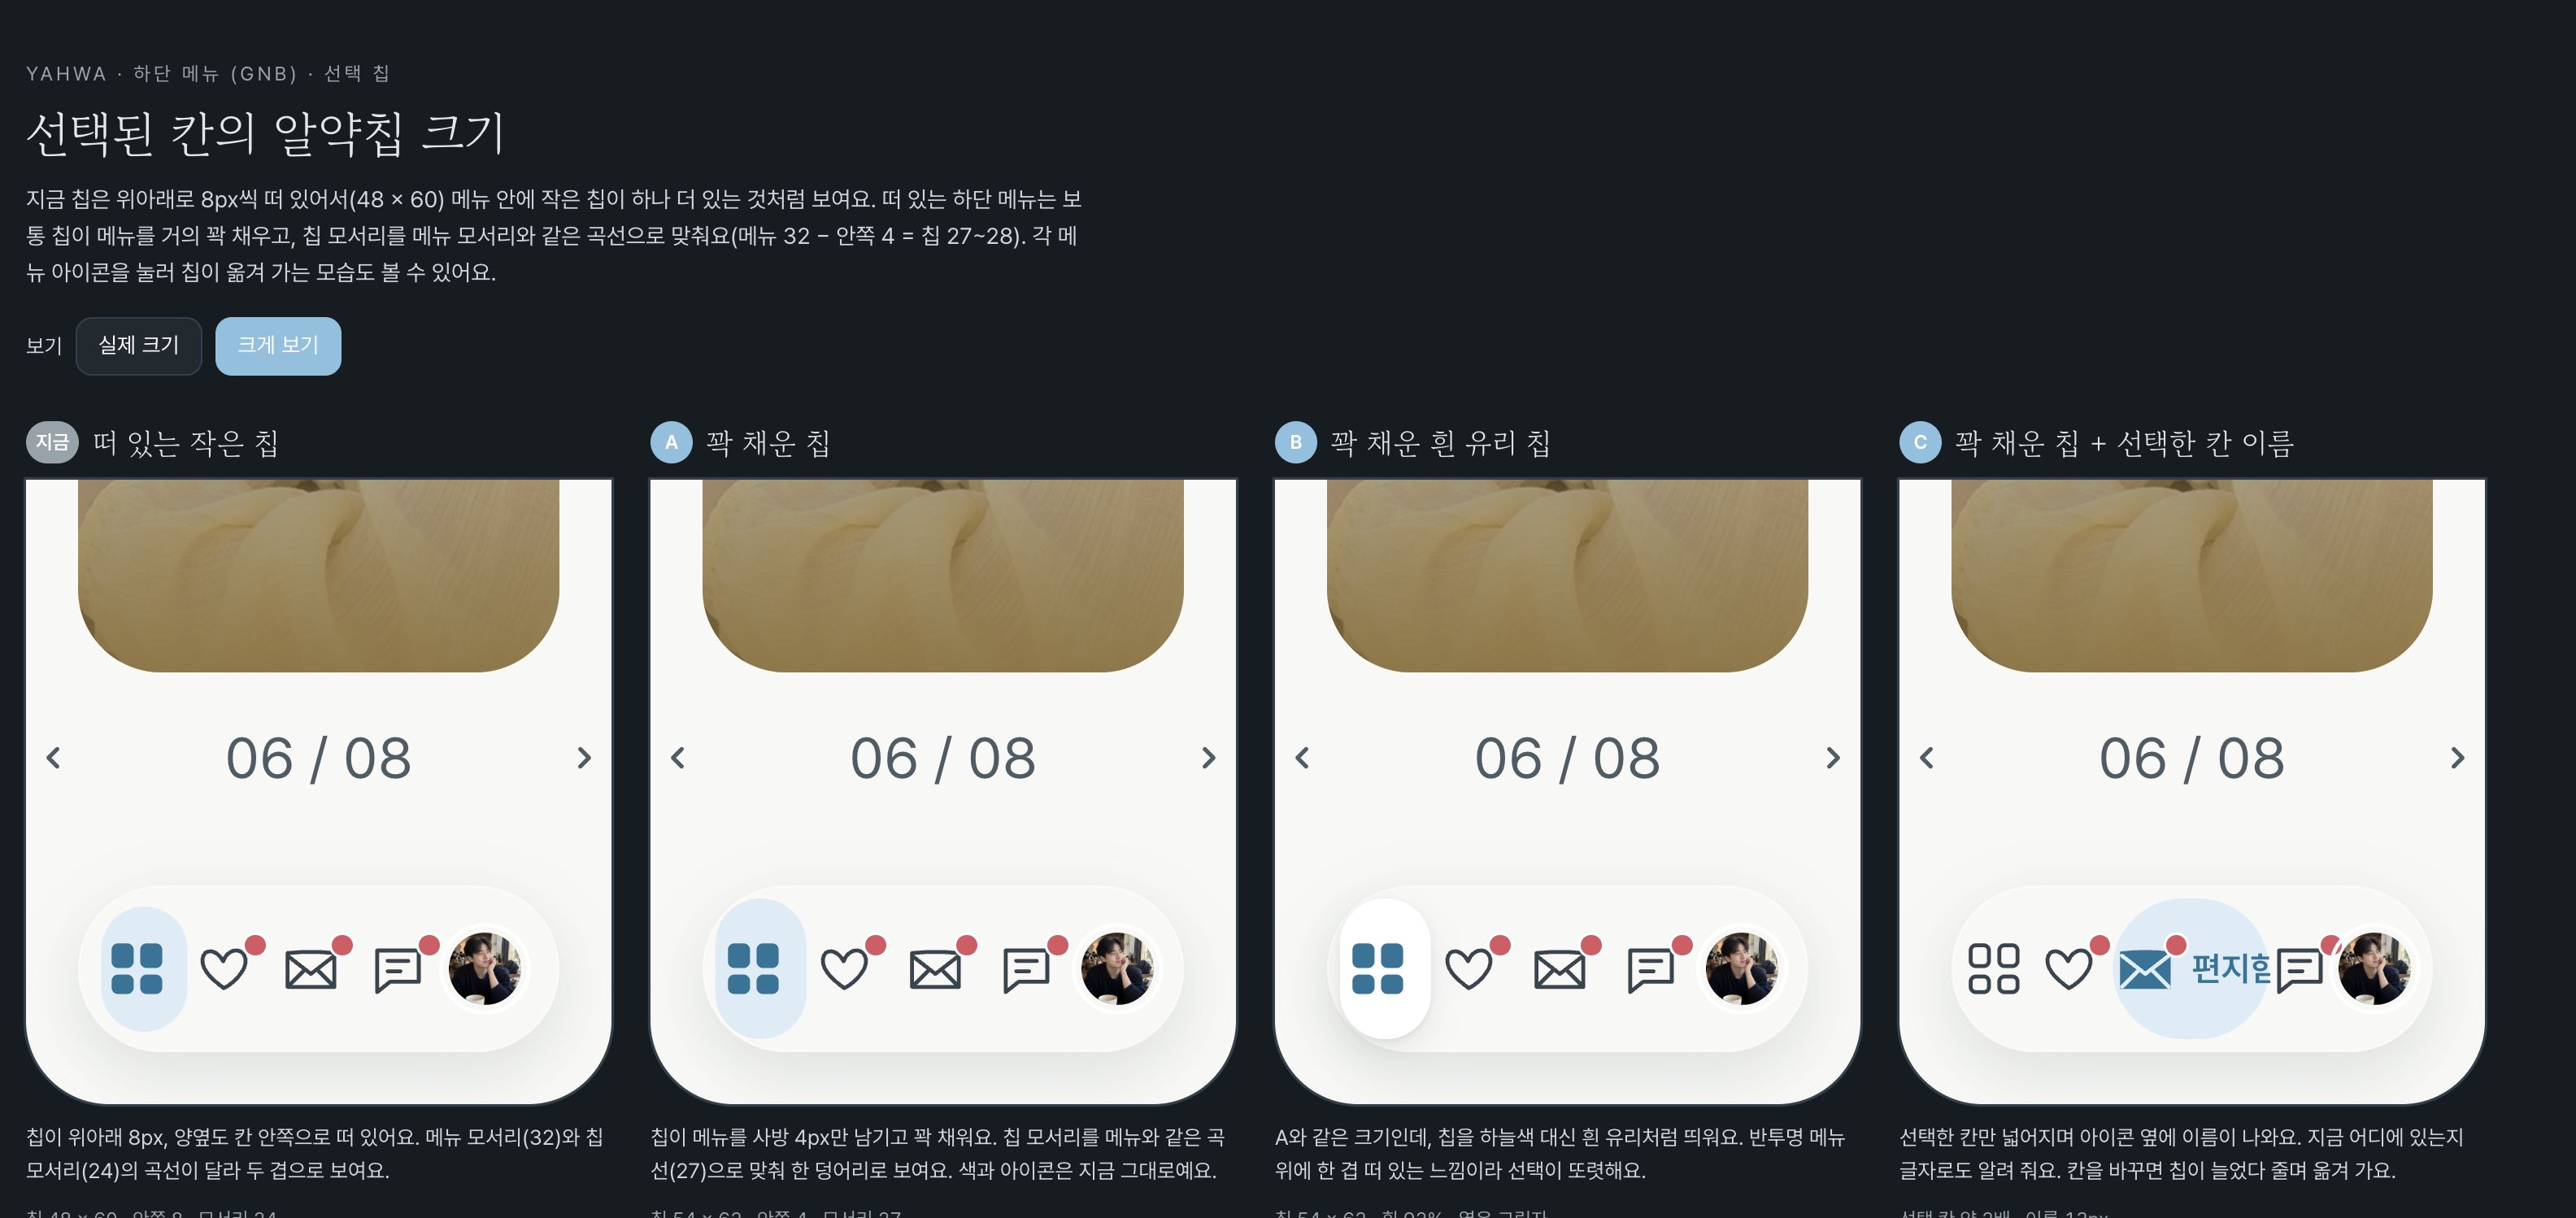 YAHWA · 하단 메뉴 (GNB) · 선택 칩
선택된 칸의 알약칩 크기
지금 칩은 위아래로 8px씩 떠 있어서(48 × 60) 메뉴 안에 작은 칩이 하나 더 있는 것처럼 보여요. 떠 있는 하단 메뉴는 보
통 칩이 메뉴를 거의 꽉 채우고, 칩 모서리를 메뉴 모서리와 같은 곡선으로 맞춰요(메뉴 32 − 안쪽 4 = 칩 27~28). 각 메
뉴 아이콘을 눌러 칩이 옮겨 가는 모습도 볼 수 있어요.
보기 실제 크기 크게 보기
지금 떠 있는 작은 칩
06 / 08
칩이 위아래 8px, 양옆도 칸 안쪽으로 떠 있어요. 메뉴 모서리(32)와 칩
모서리(24)의 곡선이 달라 두 겹으로 보여요.
A 꽉 채운 칩
06 / 08
칩이 메뉴를 사방 4px만 남기고 꽉 채워요. 칩 모서리를 메뉴와 같은 곡
선(27)으로 맞춰 한 덩어리로 보여요. 색과 아이콘은 지금 그대로예요.
B 꽉 채운 흰 유리 칩
06 / 08
A와 같은 크기인데, 칩을 하늘색 대신 흰 유리처럼 띄워요. 반투명 메뉴
위에 한 겹 떠 있는 느낌이라 선택이 또렷해요.
C 꽉 채운 칩 + 선택한 칸 이름
06 / 08
편지함
선택한 칸만 넓어지며 아이콘 옆에 이름이 나와요. 지금 어디에 있는지
글자로도 알려 줘요. 칸을 바꾸면 칩이 늘었다 줄며 옮겨 가요.